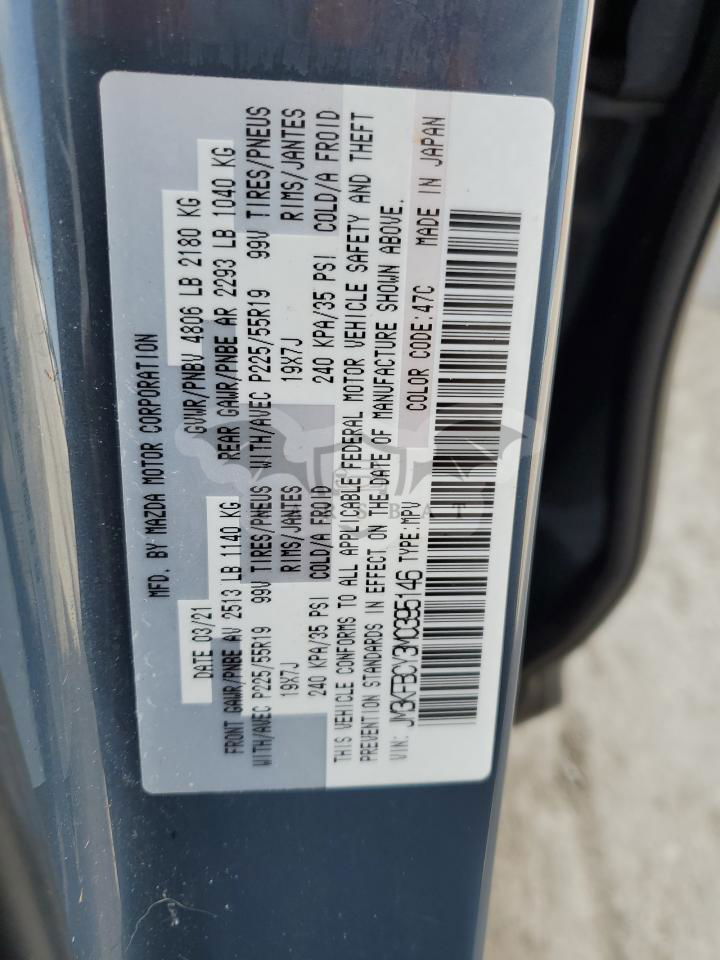 MFD. BY MAZDA MOTOR CORPORATION
DATE 03/21 GVWR/PNBV 4806 LB 2180 KG
FRONT GAWR/PNBE AV 2513 LB 1140 KG REAR GAWR/PNBE AR 2293 LB 1040 KG
WITH/AVEC P225/55R19 99V TIRES/PNEUS WITH/AVEC P225/55R19 99V TIRES/PNEUS
19X7J RIMS/JANTES 19X7J RIMS/JANTES
240 KPA/35 PSI COLD/A FROID 240 KPA/35 PSI COLD/A FROID
THIS VEHICLE CONFORMS TO ALL APPLICABLE FEDERAL MOTOR VEHICLE SAFETY AND THEFT
PREVENTION STANDARDS IN EFFECT ON THE DATE OF MANUFACTURE SHOWN ABOVE.
VIN: JM3KFBCY3M0395146 TYPE:MPV COLOR CODE:47C MADE IN JAPAN